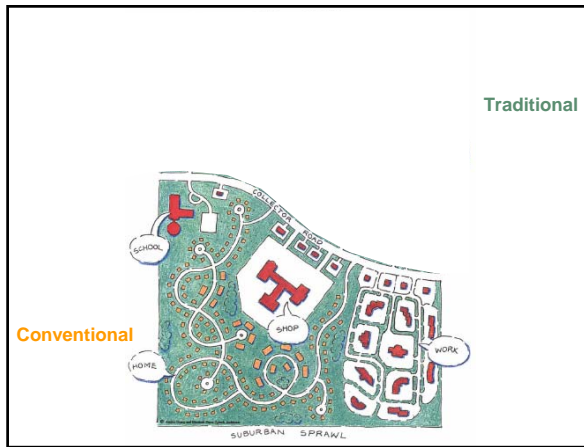 Traditional
COLLECTOR ROAD
SCHOOL
SHOP
Conventional
WORK
HOME
SUBURBAN SPRAWL